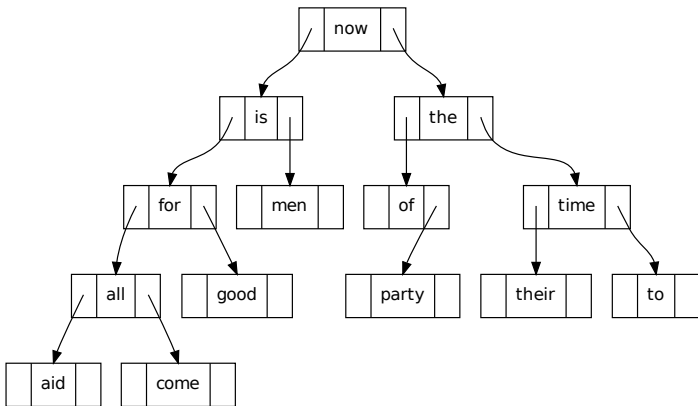 now
is the
for men of time
all good party their to
aid come